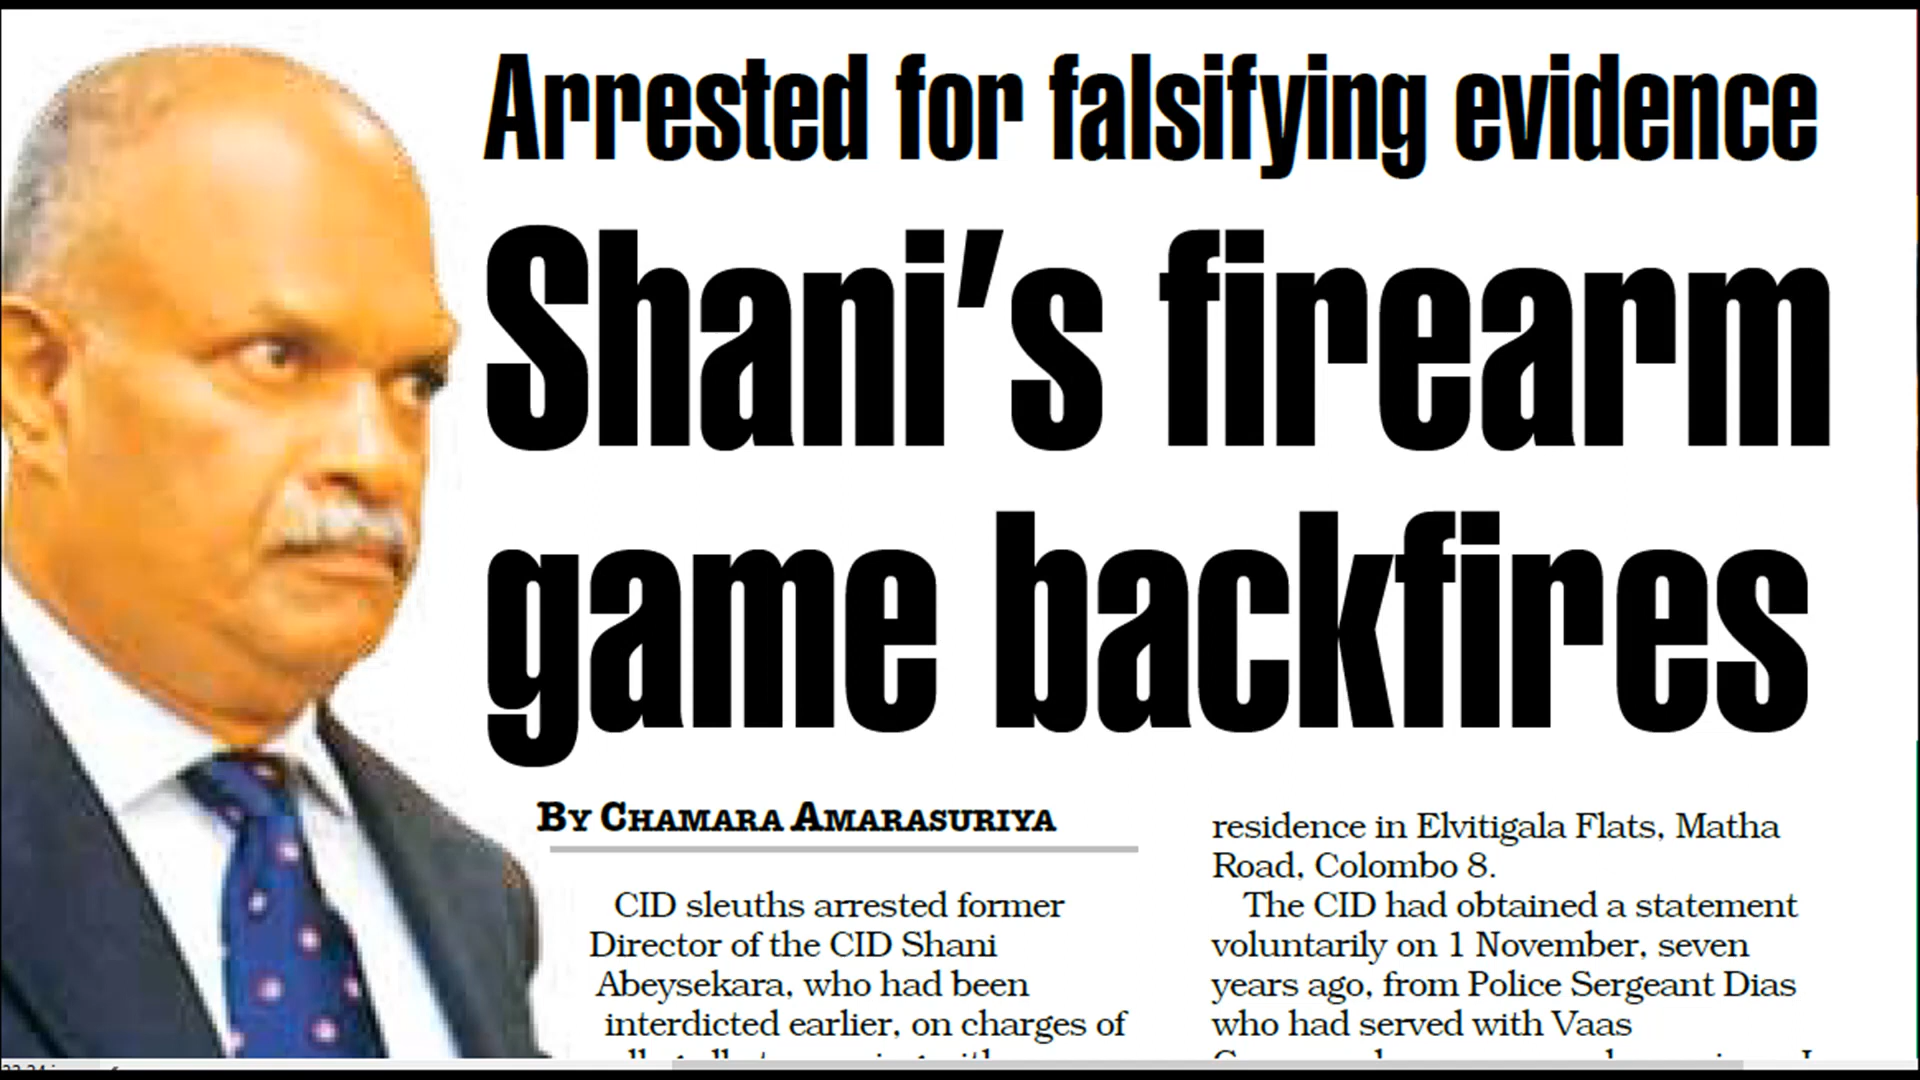 Arrested for falsifying evidence
Shani's firearm
game backfires
BY CHAMARA AMARASURIYA
CID sleuths arrested former
Director of the CID Shani
Abeysekara, who had been
interdicted earlier, on charges of
residence in Elvitigala Flats, Matha
Road, Colombo 8.
The CID had obtained a statement
voluntarily on 1 November, seven
years ago, from Police Sergeant Dias
who had served with Vaas